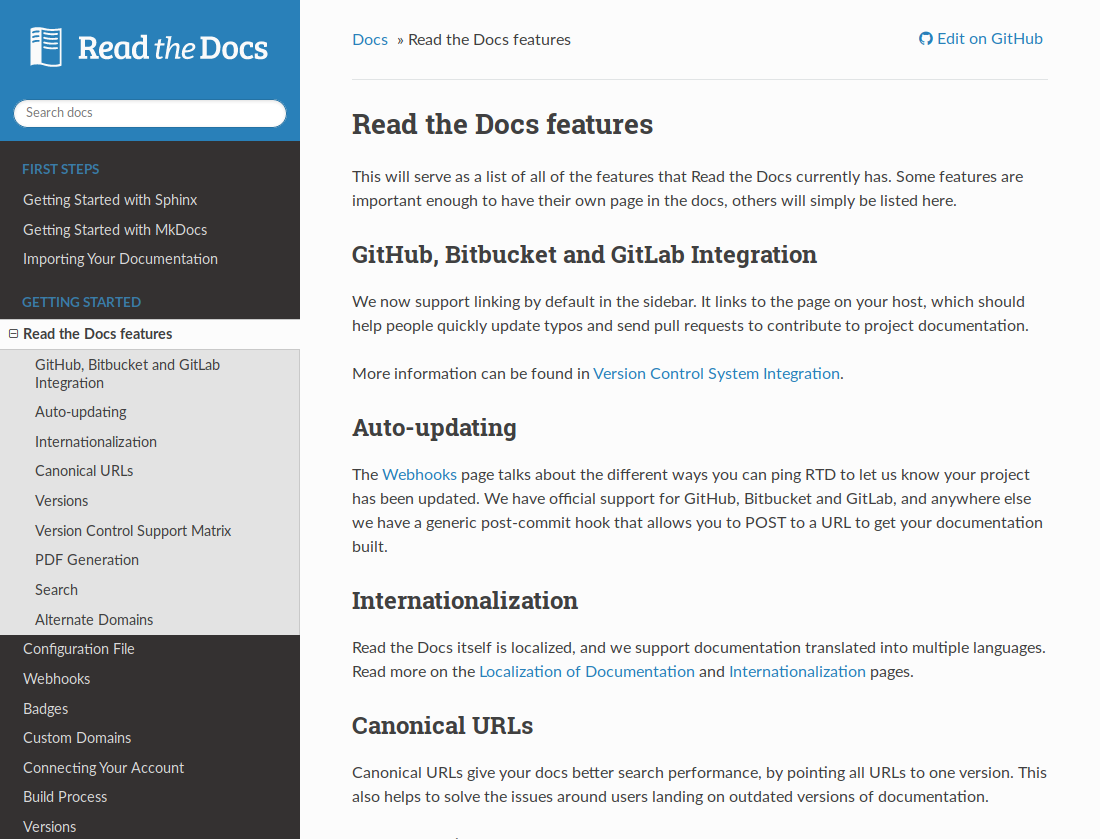 Read the Docs
Search docs
FIRST STEPS
Getting Started with Sphinx
Getting Started with MkDocs
Importing Your Documentation
GETTING STARTED
Read the Docs features
GitHub, Bitbucket and GitLab
Integration
Auto-updating
Internationalization
Canonical URLs
Versions
Version Control Support Matrix
PDF Generation
Search
Alternate Domains
Configuration File
Webhooks
Badges
Custom Domains
Connecting Your Account
Build Process
Versions
Docs » Read the Docs features
Edit on GitHub
Read the Docs features
This will serve as a list of all of the features that Read the Docs currently has. Some features are
important enough to have their own page in the docs, others will simply be listed here.
GitHub, Bitbucket and GitLab Integration
We now support linking by default in the sidebar. It links to the page on your host, which should
help people quickly update typos and send pull requests to contribute to project documentation.
More information can be found in Version Control System Integration.
Auto-updating
The Webhooks page talks about the different ways you can ping RTD to let us know your project
has been updated. We have official support for GitHub, Bitbucket and GitLab, and anywhere else
we have a generic post-commit hook that allows you to POST to a URL to get your documentation
built.
Internationalization
Read the Docs itself is localized, and we support documentation translated into multiple languages.
Read more on the Localization of Documentation and Internationalization pages.
Canonical URLs
Canonical URLs give your docs better search performance, by pointing all URLs to one version. This
also helps to solve the issues around users landing on outdated versions of documentation.